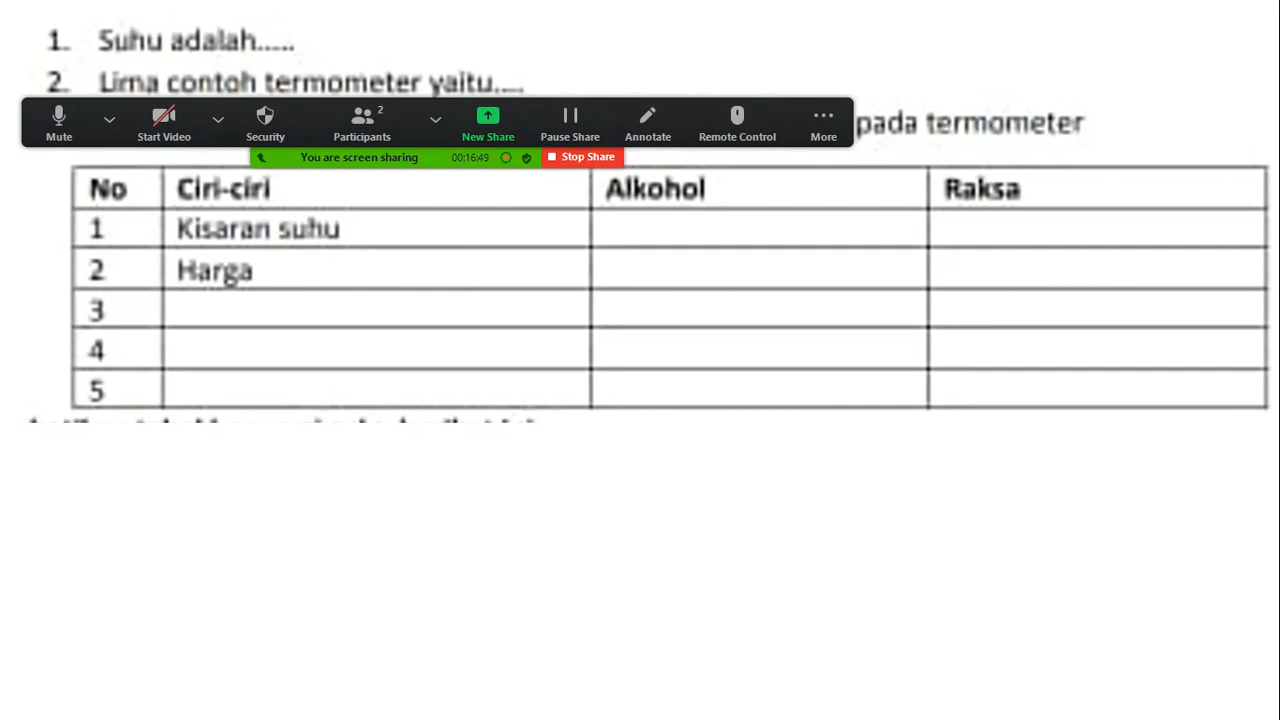 1. Suhu adalah.....
2. Lima contoh termometer yaitu....
Mute Start Video Security Participants 2 New Share Pause Share Annotate Remote Control More
pada termometer
You are screen sharing 00:16:49 Stop Share
No Ciri-ciri Alkohol Raksa
1 Kisaran suhu
2 Harga
3
4
5